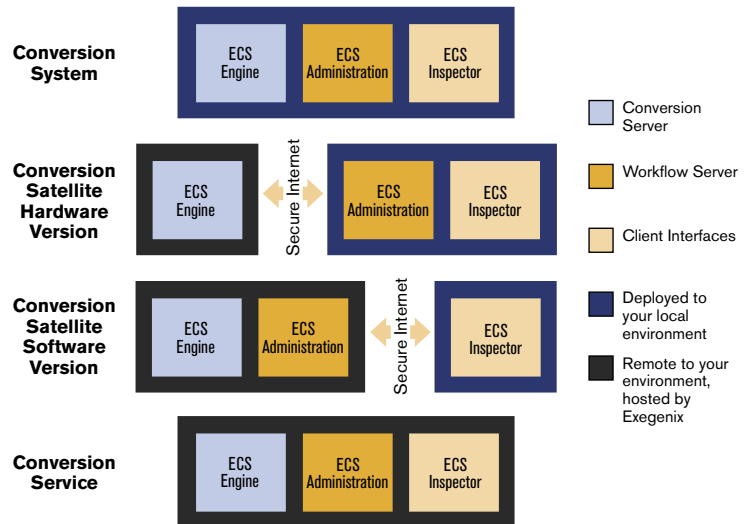 Conversion
System
ECS
Engine
ECS
Administration
ECS
Inspector
Conversion
Satellite
Hardware
Version
ECS
Engine
Secure Internet
ECS
Administration
ECS
Inspector
Conversion
Satellite
Software
Version
ECS
Engine
ECS
Administration
Secure Internet
ECS
Inspector
Conversion
Service
ECS
Engine
ECS
Administration
ECS
Inspector
Conversion
Server
Workflow Server
Client Interfaces
Deployed to
your local
environment
Remote to your
environment,
hosted by
Exegenix